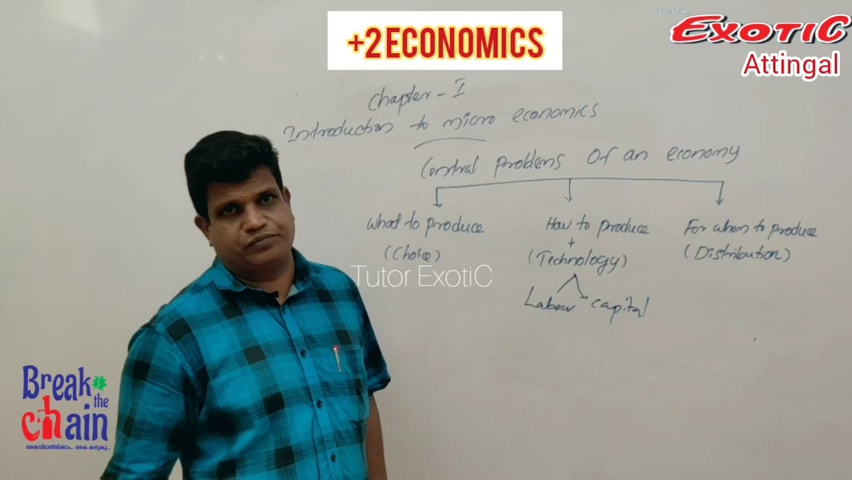 +2 ECONOMICS
EXOTIC
Attingal
Chapter - I
Introduction to micro economics
Central Problems Of an economy
What to produce
How to produce
For whom to produce
(Choice)
(Technology)
(Distribution)
Tutor ExotiC
Labour
capital
Break
the
chain